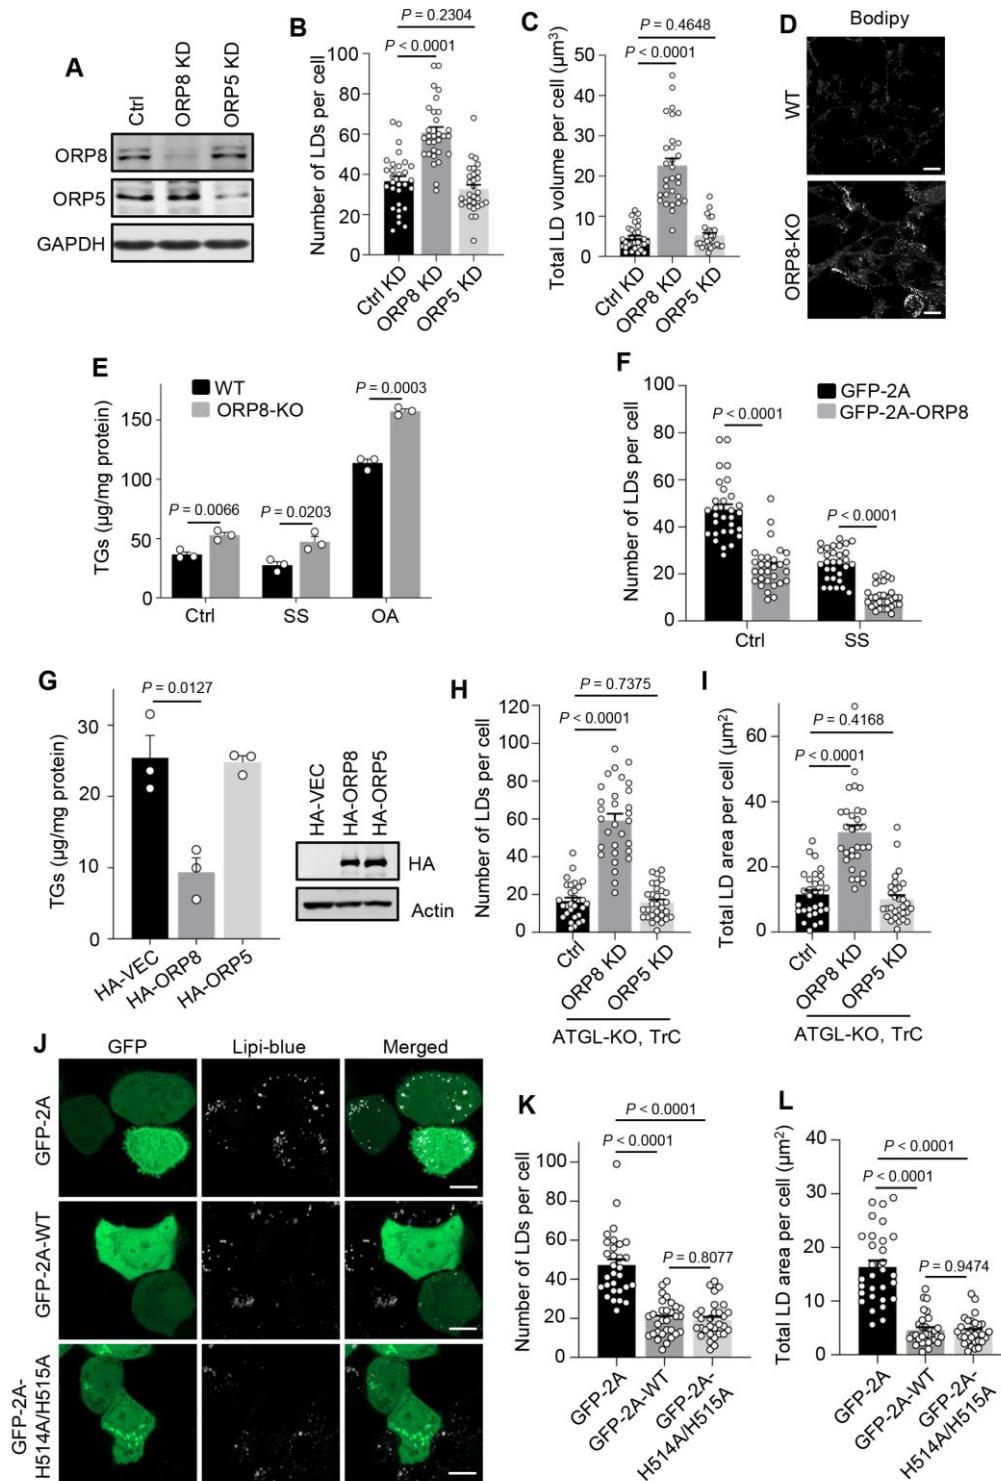 A
Ctrl
ORP8 KD
ORP5 KD
ORP8
ORP5
GAPDH
B
P = 0.2304
P < 0.0001
Number of LDs per cell
100
80
60
40
20
0
Ctrl KD
ORP8 KD
ORP5 KD
C
P = 0.4648
P < 0.0001
Total LD volume per cell (µm³)
50
40
30
20
10
0
Ctrl KD
ORP8 KD
ORP5 KD
D
Bodipy
WT
ORP8-KO
E
WT
ORP8-KO
P = 0.0003
P = 0.0066
P = 0.0203
TGs (µg/mg protein)
150
100
50
0
Ctrl
SS
OA
F
GFP-2A
GFP-2A-ORP8
P < 0.0001
P < 0.0001
Number of LDs per cell
100
80
60
40
20
0
Ctrl
SS
G
P = 0.0127
TGs (µg/mg protein)
30
20
10
0
HA-VEC
HA-ORP8
HA-ORP5
HA-VEC
HA-ORP8
HA-ORP5
HA
Actin
H
P = 0.7375
P < 0.0001
Number of LDs per cell
120
100
80
60
40
20
0
Ctrl
ORP8 KD
ORP5 KD
ATGL-KO, TrC
I
P = 0.4168
P < 0.0001
Total LD area per cell (µm²)
60
40
20
0
Ctrl
ORP8 KD
ORP5 KD
ATGL-KO, TrC
J
GFP
Lipi-blue
Merged
GFP-2A
GFP-2A-WT
GFP-2A-
H514A/H515A
K
P < 0.0001
P < 0.0001
P = 0.8077
Number of LDs per cell
100
80
60
40
20
0
GFP-2A
GFP-2A-WT
GFP-2A-
H514A/H515A
L
P < 0.0001
P < 0.0001
P = 0.9474
Total LD area per cell (µm²)
40
30
20
10
0
GFP-2A
GFP-2A-WT
GFP-2A-
H514A/H515A